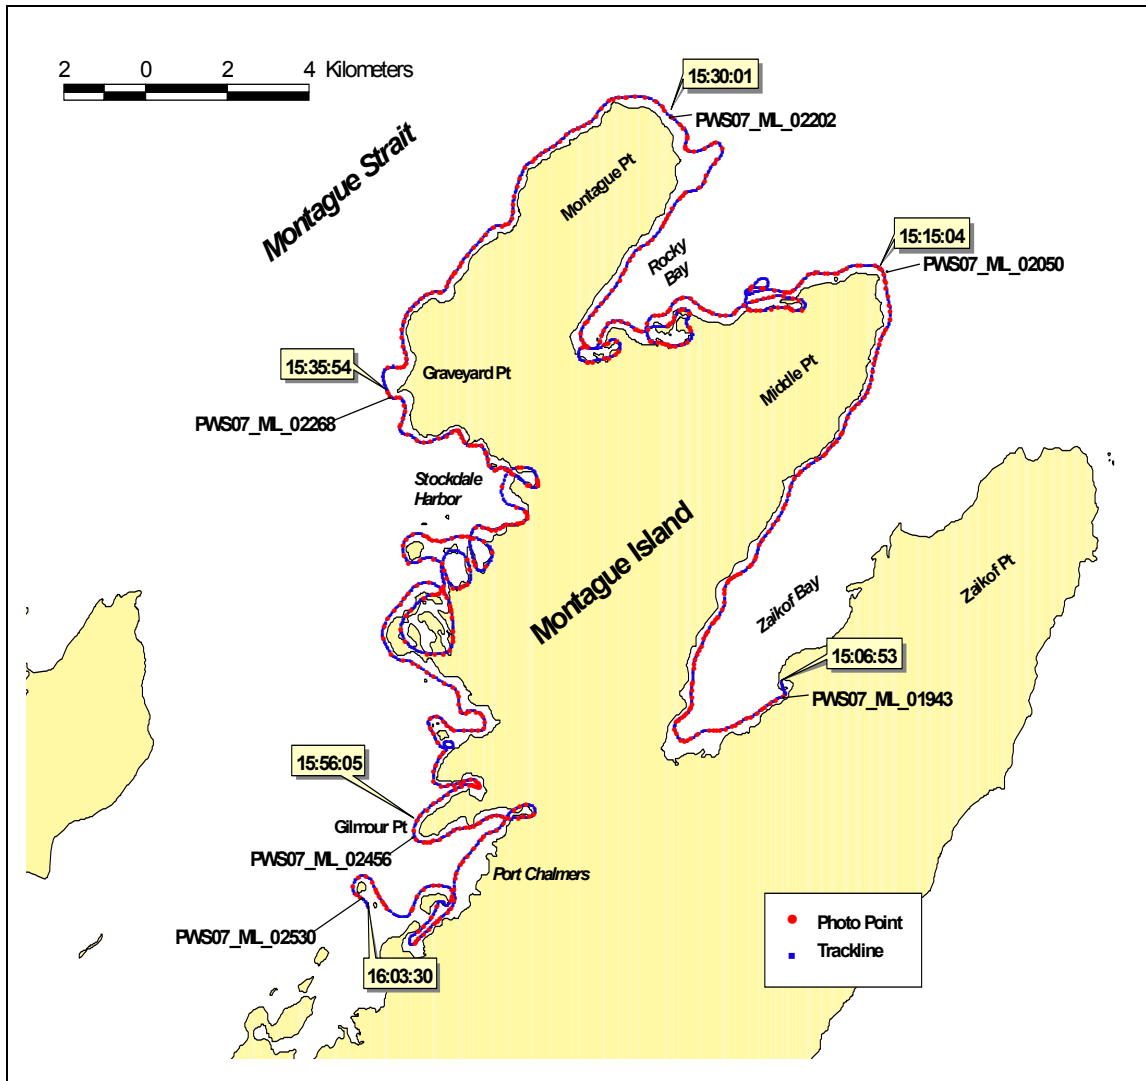 2 0 2 4 Kilometers
15:30:01
PWS07_ML_02202
Montague Strait
Montague Pt
15:15:04
Rocky
Bay
PWS07_ML_02050
15:35:54
Graveyard Pt
Middle Pt
PWS07_ML_02268
Stockdale
Harbor
Montague Island
Zaikof Pt
Zaikof Bay
15:06:53
PWS07_ML_01943
15:56:05
Gilmour Pt
PWS07_ML_02456
Port Chalmers
PWS07_ML_02530
16:03:30
Photo Point
Trackline